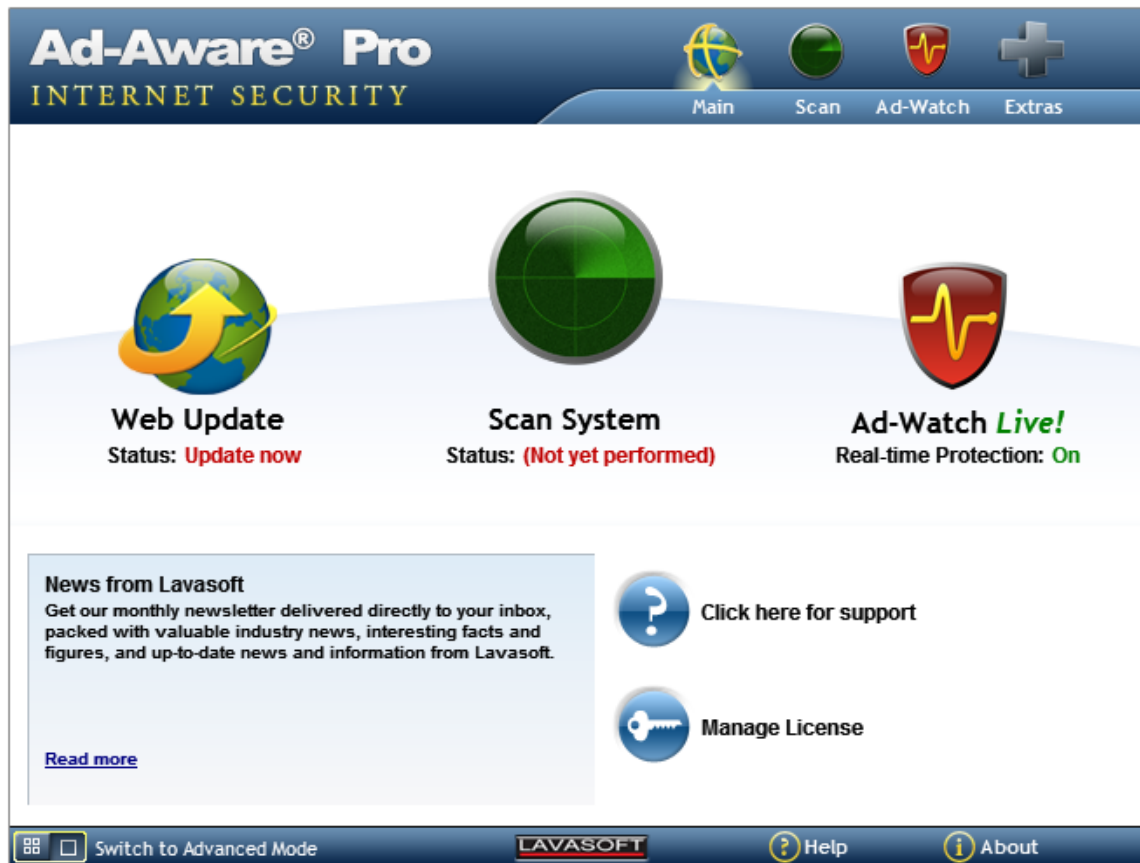 Ad-Aware® Pro
INTERNET SECURITY
Main Scan Ad-Watch Extras
Web Update
Status: Update now
Scan System
Status: (Not yet performed)
Ad-Watch Live!
Real-time Protection: On
News from Lavasoft
Get our monthly newsletter delivered directly to your inbox,
packed with valuable industry news, interesting facts and
figures, and up-to-date news and information from Lavasoft.
Read more
Click here for support
Manage License
Switch to Advanced Mode
LAVASOFT
Help
About